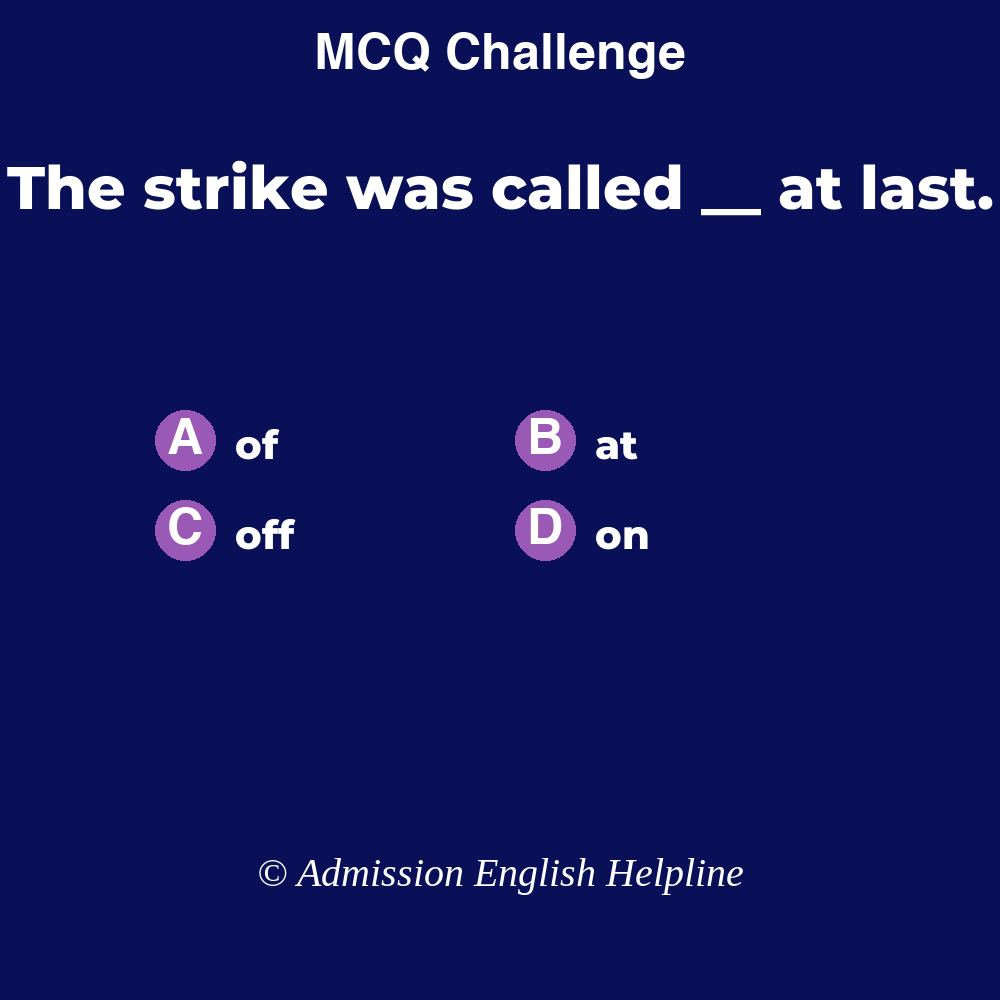 MCQ Challenge
The strike was called __ at last.
A of B at
C off D on
© Admission English Helpline